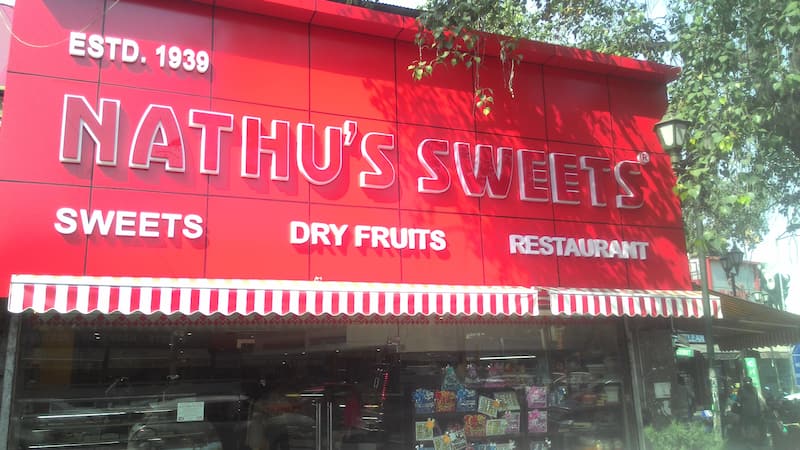 ESTD. 1939
NATHU'S SWEETS®
SWEETS DRY FRUITS RESTAURANT